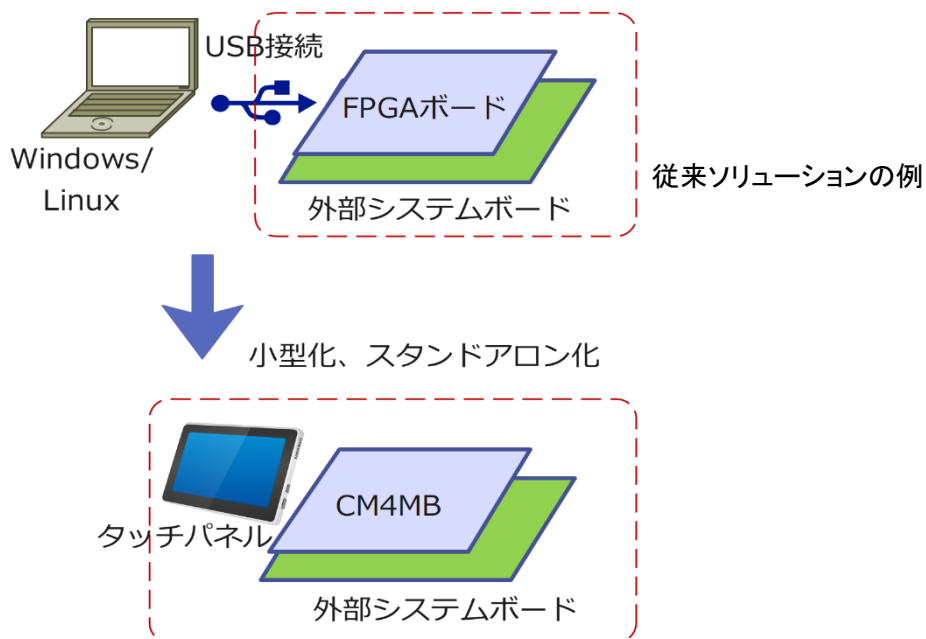 USB接続
FPGAボード
Windows/
Linux
外部システムボード
従来ソリューションの例
小型化、スタンドアロン化
CM4MB
タッチパネル
外部システムボード